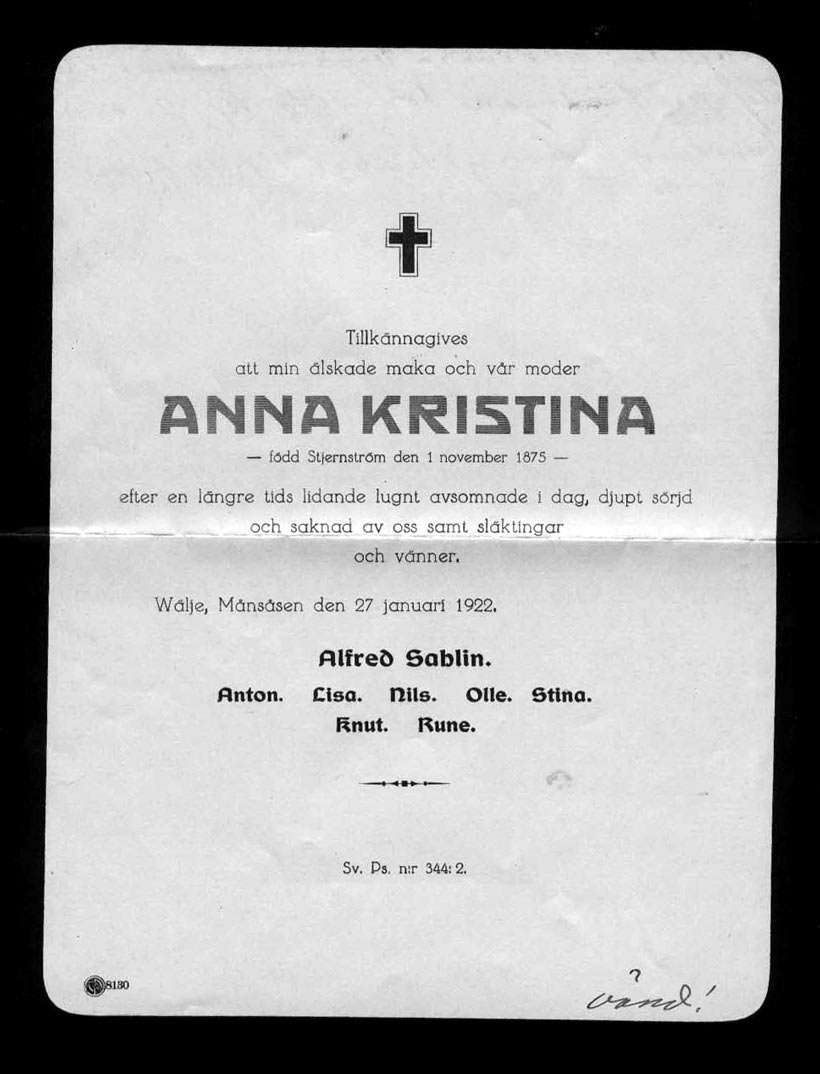 Tillkännagives
att min älskade maka och vår moder
ANNA KRISTINA
— född Stjernström den 1 november 1875 —
efter en längre tids lidande lugnt avsomnade i dag, djupt sörjd
och saknad av oss samt släktingar
och vänner.
Wälje, Månsåsen den 27 januari 1922.
Alfred Sablin.
Anton. Lisa. Nils. Olle. Stina.
Knut. Rune.
Sv. Ps. n:r 344: 2.
8130
vänd!